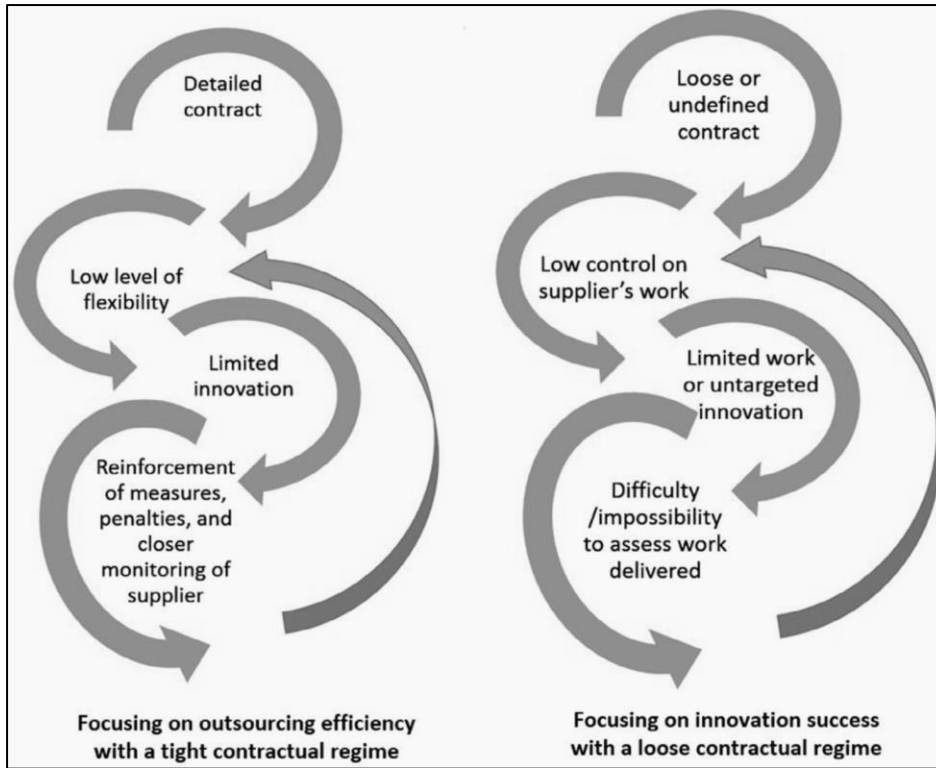 Detailed
contract
Low level of
flexibility
Limited
innovation
Reinforcement
of measures,
penalties, and
closer
monitoring of
supplier
Focusing on outsourcing efficiency
with a tight contractual regime
Loose or
undefined
contract
Low control on
supplier's work
Limited work
or untargeted
innovation
Difficulty
/impossibility
to assess work
delivered
Focusing on innovation success
with a loose contractual regime